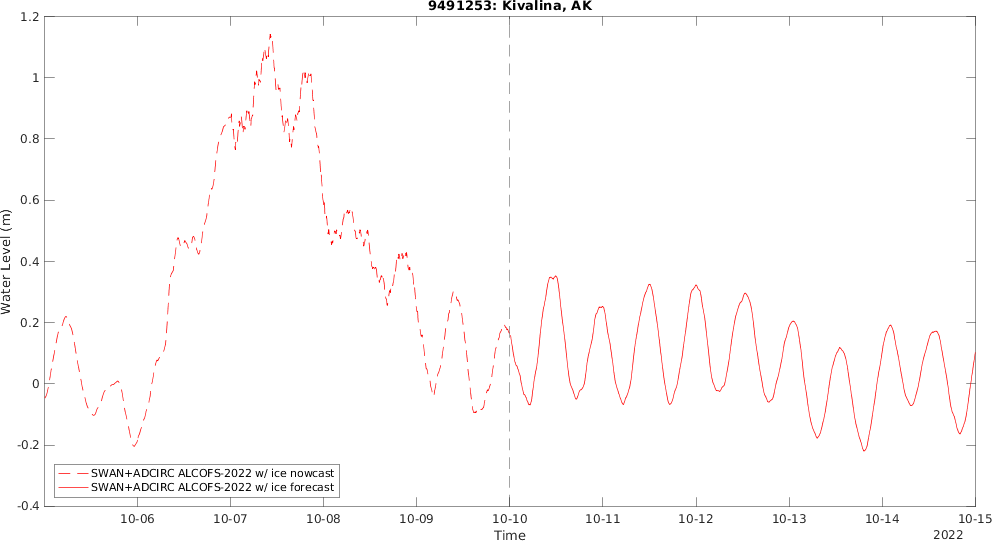 9491253: Kivalina, AK
1.2
1
0.8
0.6
0.4
0.2
0
-0.2
-0.4
Water Level (m)
SWAN+ADCIRC ALCOFS-2022 w/ ice nowcast
SWAN+ADCIRC ALCOFS-2022 w/ ice forecast
10-06 10-07 10-08 10-09 10-10 10-11 10-12 10-13 10-14 10-15
Time
2022